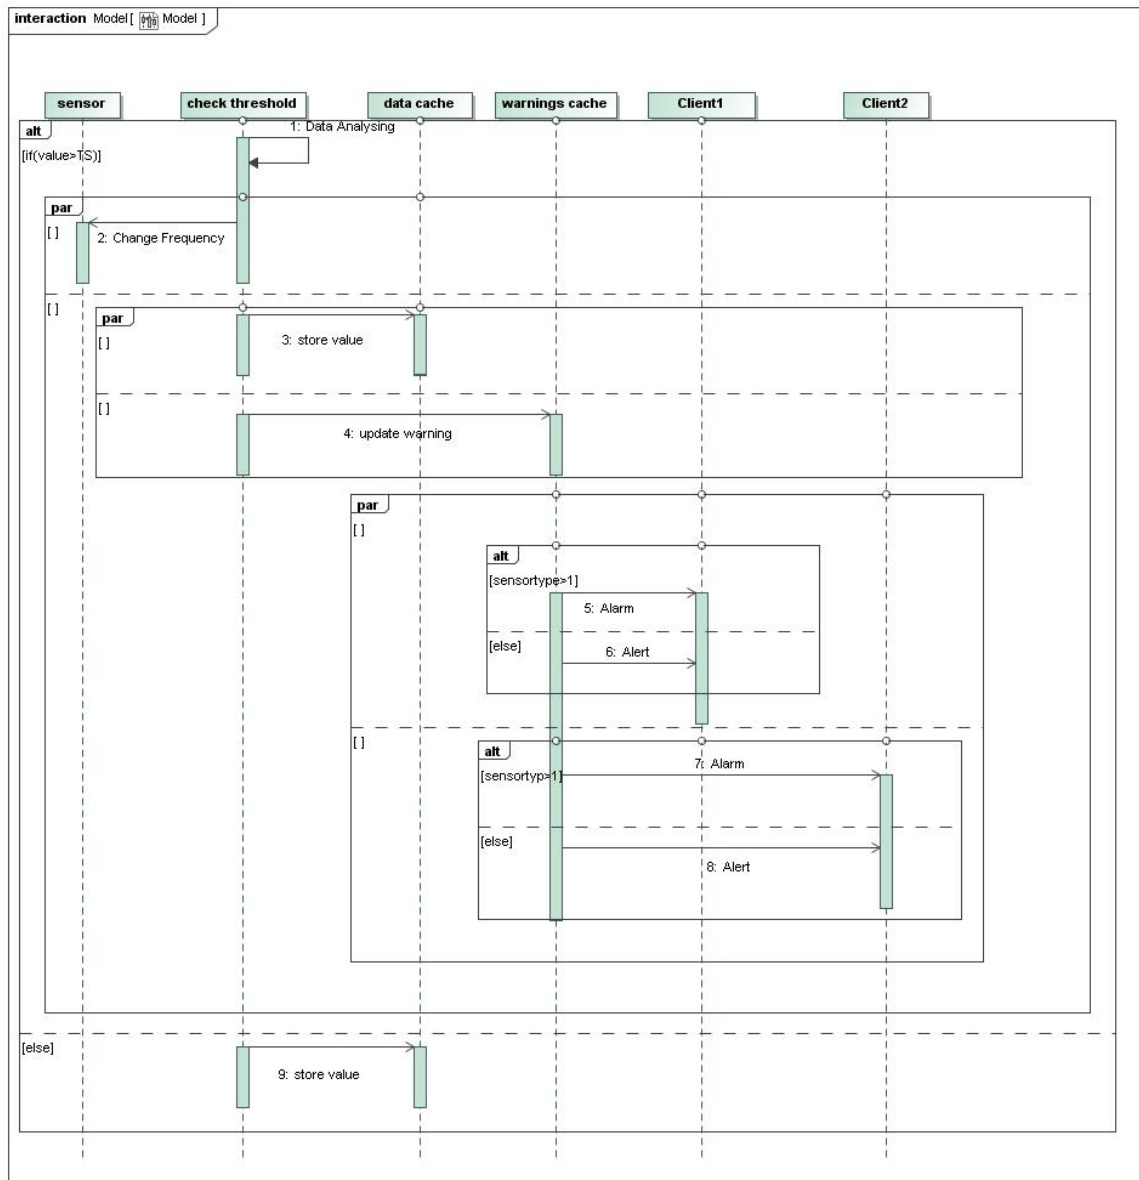 interaction Model[ Model ]
sensor
check threshold
data cache
warnings cache
Client1
Client2
alt
1: Data Analysing
[if(value>TS)]
par
[ ]
2: Change Frequency
[ ]
par
[ ]
3: store value
[ ]
4: update warning
par
[ ]
alt
[sensortype>1]
5: Alarm
[else]
6: Alert
[ ]
alt
7: Alarm
[sensortyp>1]
[else]
8: Alert
[else]
9: store value